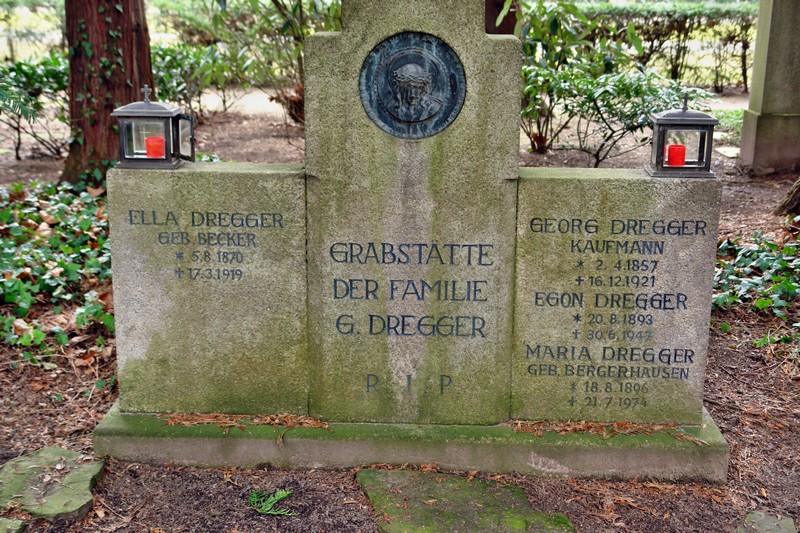 ELLA DREGGER
GEB. BECKER
* 5.8.1870
† 17.3.1919
GRABSTÄTTE
DER FAMILIE
G. DREGGER
R I P
GEORG DREGGER
KAUFMANN
* 2.4.1857
† 16.12.1921
EGON DREGGER
* 20.8.1893
† 30.6.1947
MARIA DREGGER
GEB. BERGERHAUSEN
* 18.8.1896
† 21.7.1974